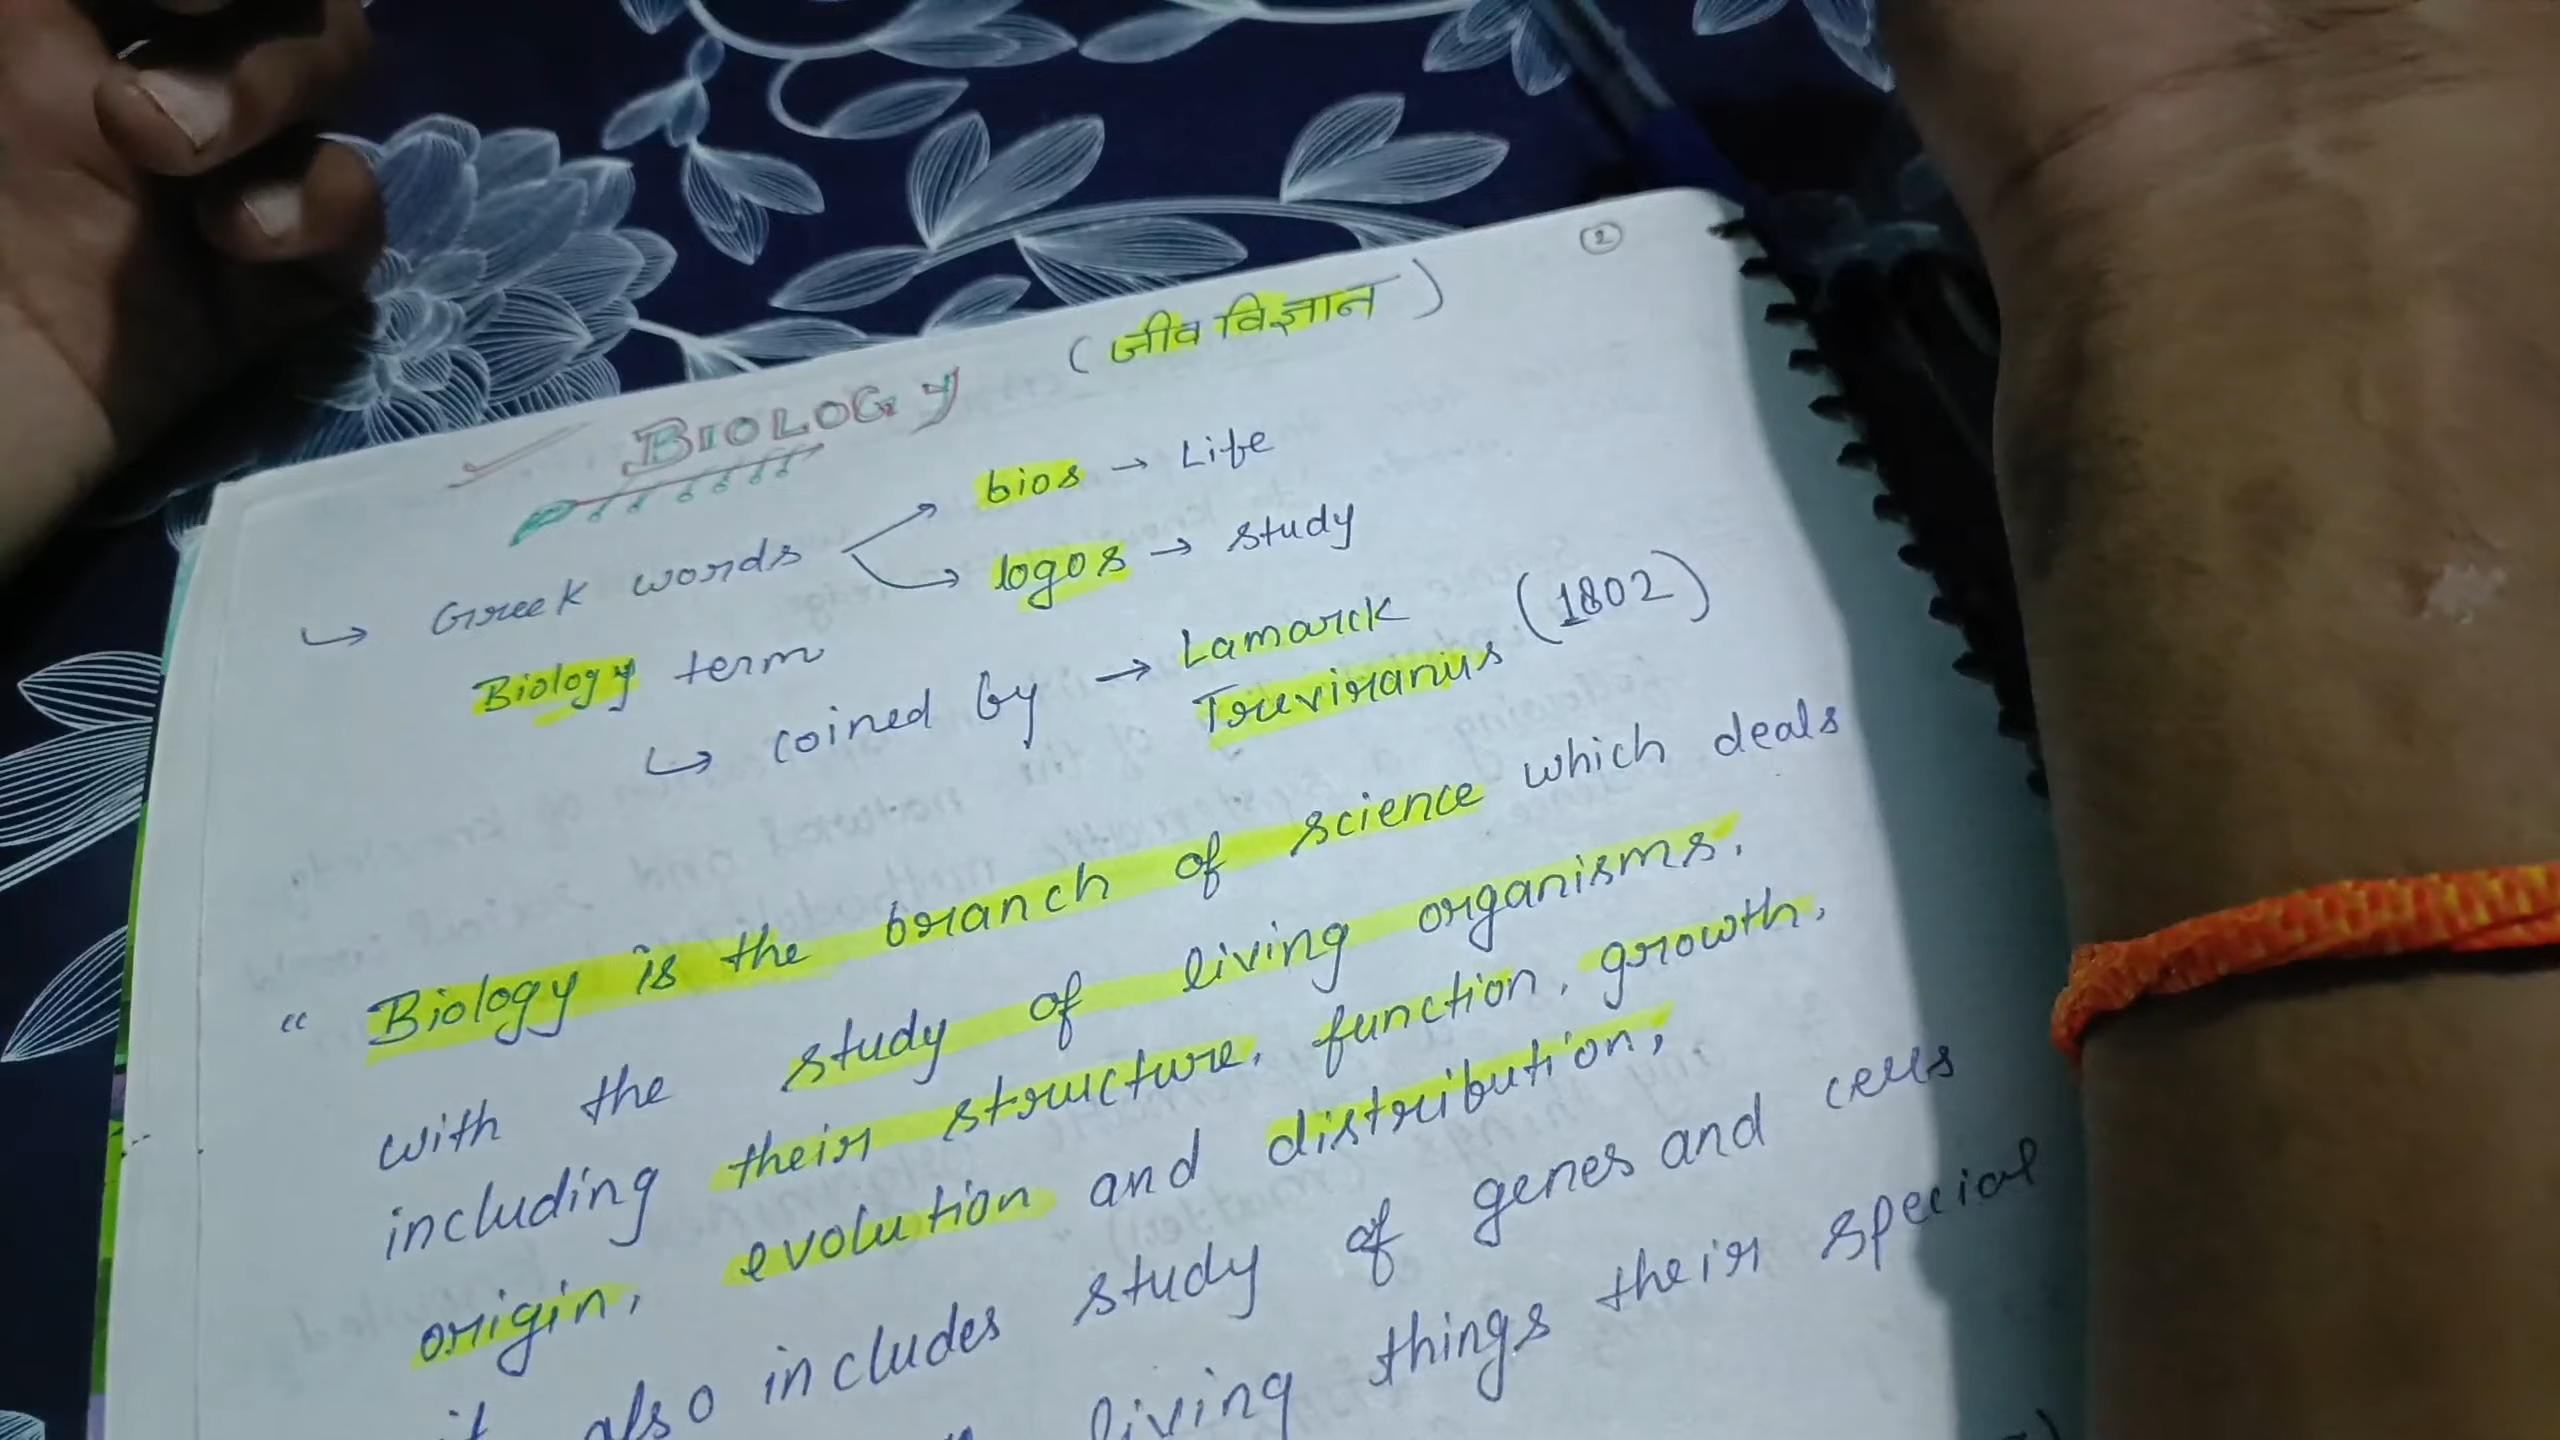 2
BIOLOGY (जीव विज्ञान)
↳ Greek words → bios → Life
→ logos → study
Biology term
↳ coined by → Lamarck
Treviranus (1802)
“ Biology is the branch of science which deals
with the study of living organisms,
including their structure, function, growth,
origin, evolution and distribution,
it also includes study of genes and cells
living things their special